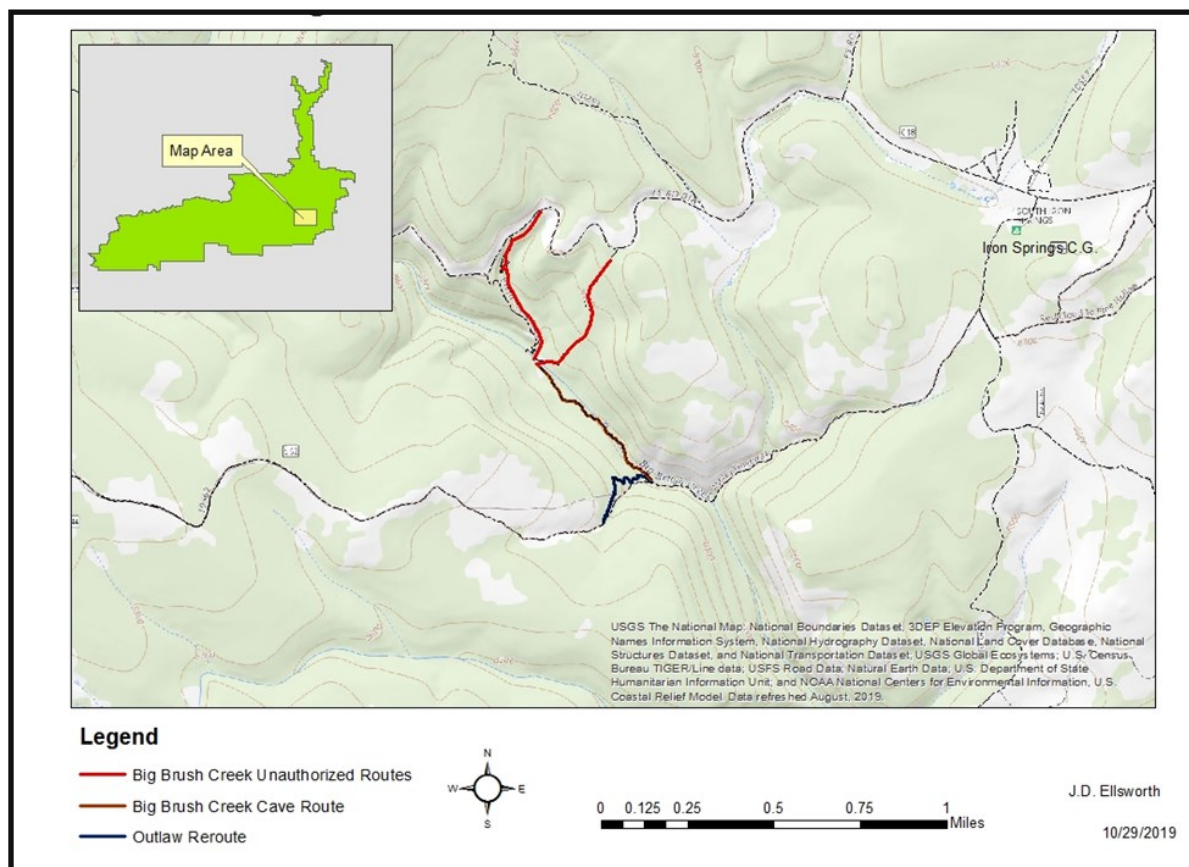 Map Area
Iron Springs C.G.
USGS The National Map: National Boundaries Dataset, 3DEP Elevation Program, Geographic
Names Information System, National Hydrography Dataset, National Land Cover Database, National
Structures Dataset, and National Transportation Dataset; USGS Global Ecosystems; U.S. Census
Bureau TIGER/Line data; USFS Road Data; Natural Earth Data; U.S. Department of State
Humanitarian Information Unit; and NOAA National Centers for Environmental Information, U.S.
Coastal Relief Model. Data refreshed August, 2019.
Legend
Big Brush Creek Unauthorized Routes
Big Brush Creek Cave Route
Outlaw Reroute
N
W E
S
0 0.125 0.25 0.5 0.75 1
Miles
J.D. Ellsworth
10/29/2019